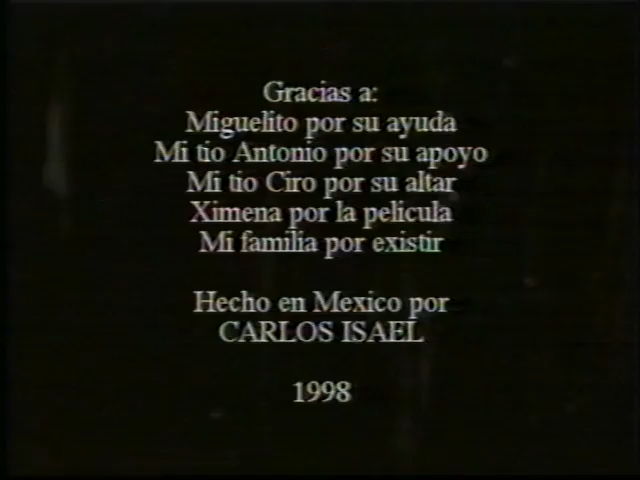 Gracias a:
Miguelito por su ayuda
Mi tio Antonio por su apoyo
Mi tio Ciro por su altar
Ximena por la pelicula
Mi familia por existir
Hecho en Mexico por
CARLOS ISAEL
1998